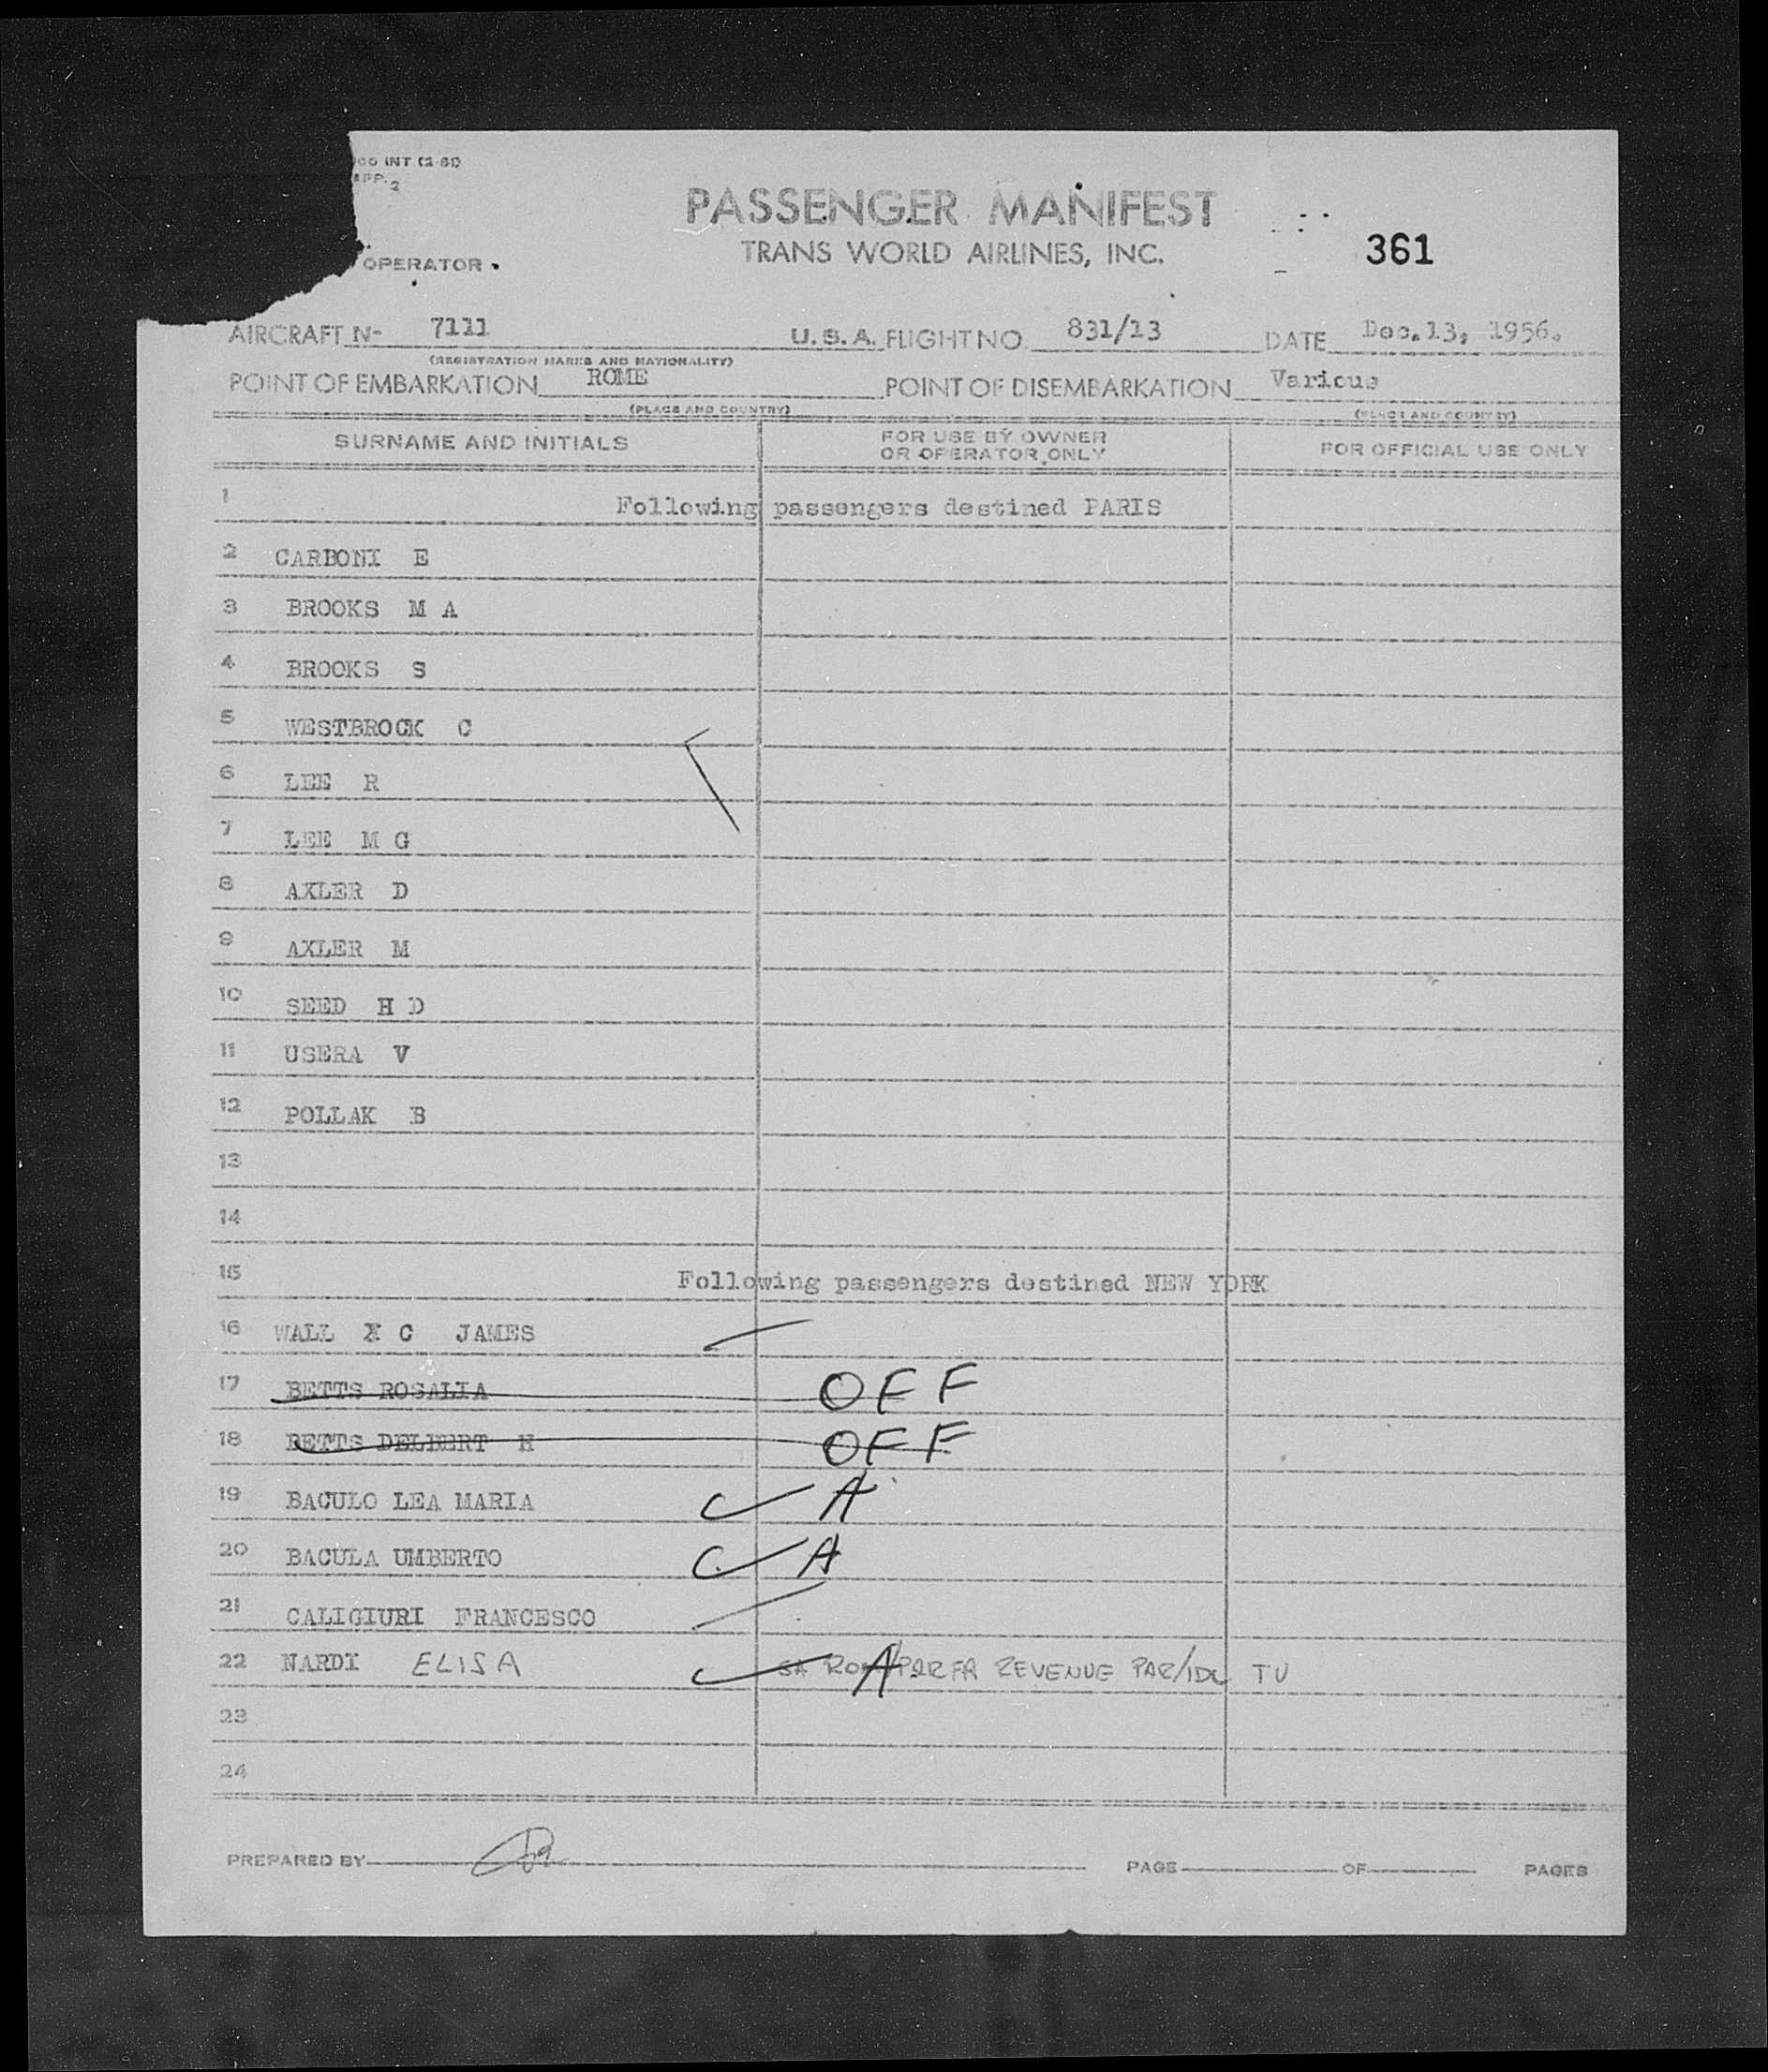 INT (2-51)
APP. 2
PASSENGER MANIFEST
TRANS WORLD AIRLINES, INC.
361
OPERATOR
AIRCRAFT Nº 7111 U.S.A. FLIGHT NO. 831/13 DATE Dec.13, 1956.
(REGISTRATION MARKS AND NATIONALITY)
POINT OF EMBARKATION ROME POINT OF DISEMBARKATION Various
(PLACE AND COUNTRY) (PLACE AND COUNTRY)
SURNAME AND INITIALS FOR USE BY OWNER OR OPERATOR ONLY FOR OFFICIAL USE ONLY
1 Following passengers destined PARIS
2 CARBONI E
3 BROOKS M A
4 BROOKS S
5 WESTBROCK C
6 LEE R
7 LEE M G
8 AXLER D
9 AXLER M
10 SEED H D
11 USERA V
12 POLLAK B
13
14
15 Following passengers destined NEW YORK
16 WALL C JAMES
17 BETTS ROSALIA OFF
18 BETTS DELBERT H OFF
19 BACULO LEA MARIA A
20 BACULA UMBERTO A
21 CALIGIURI FRANCESCO
22 NARDI ELISA SA A REVENUE PAR/IDL TU
23
24
PREPARED BY PAGE OF PAGES